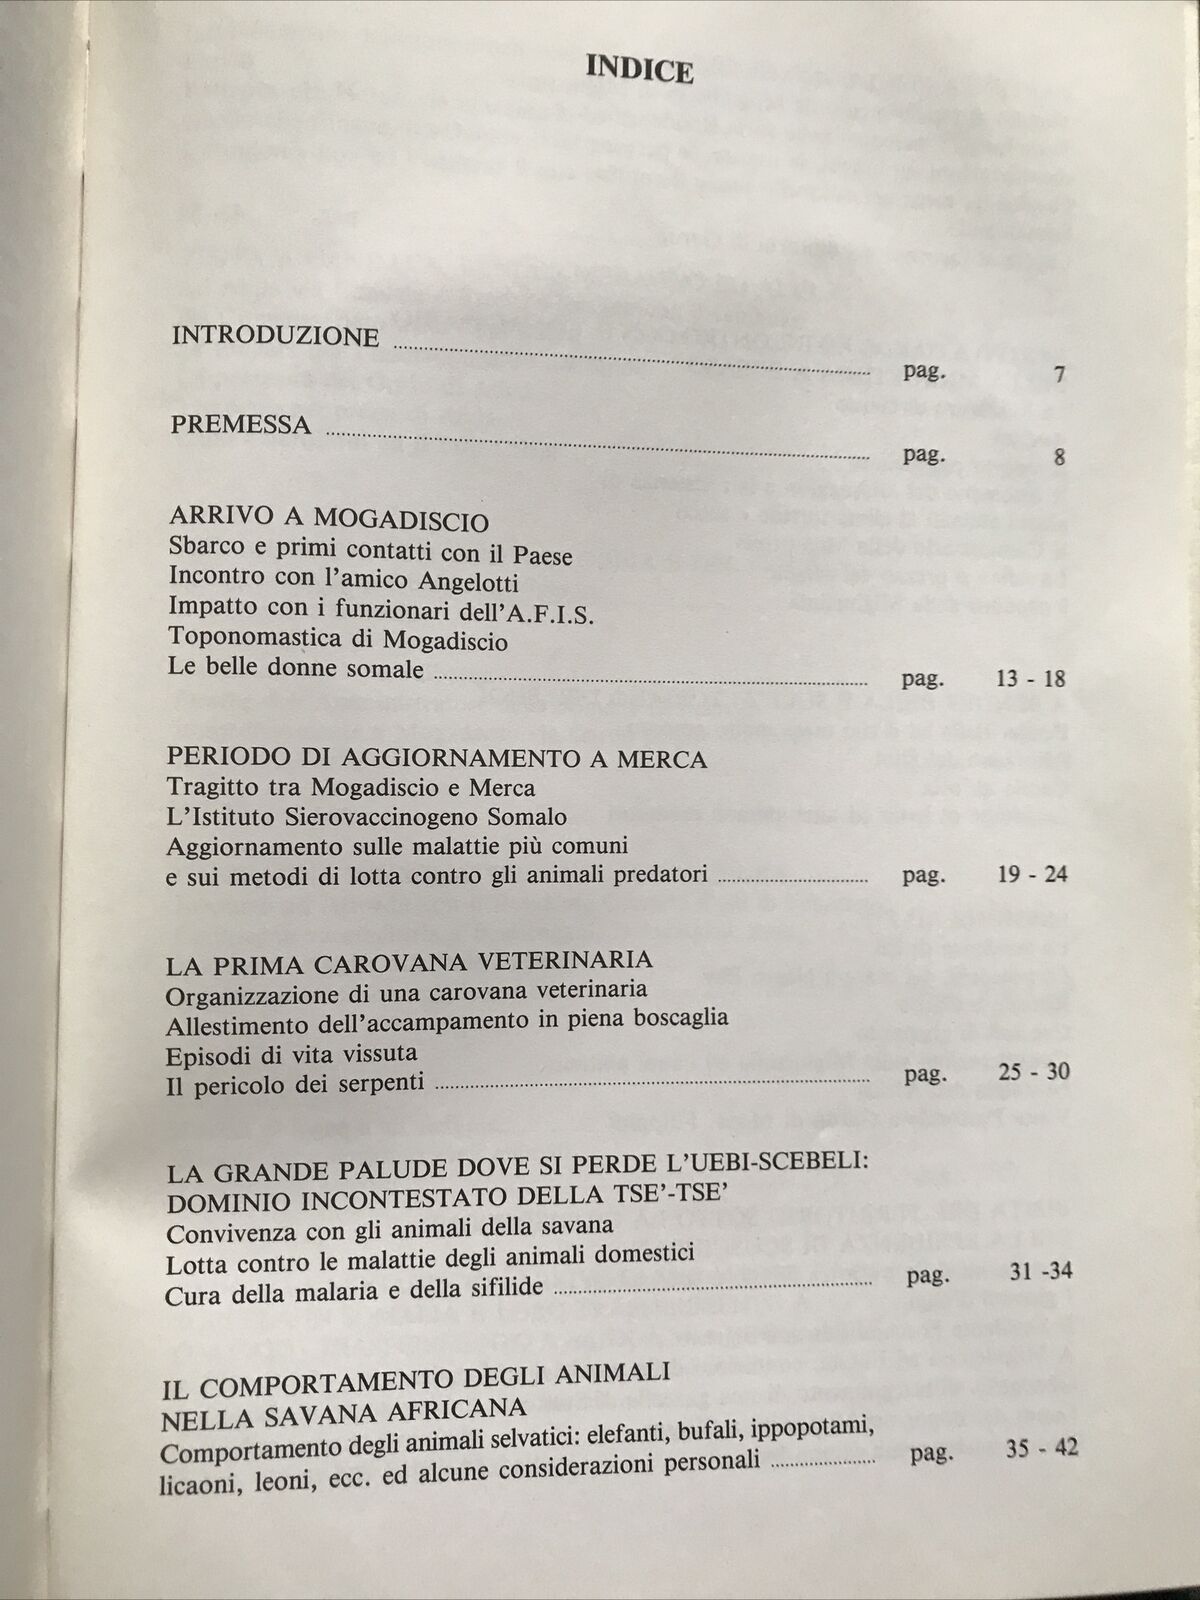 INDICE
INTRODUZIONE ........ pag. 7
PREMESSA ........ pag. 8
ARRIVO A MOGADISCIO
Sbarco e primi contatti con il Paese
Incontro con l'amico Angelotti
Impatto con i funzionari dell'A.F.I.S.
Toponomastica di Mogadiscio
Le belle donne somale ........ pag. 13 - 18
PERIODO DI AGGIORNAMENTO A MERCA
Tragitto tra Mogadiscio e Merca
L'Istituto Sierovaccinogeno Somalo
Aggiornamento sulle malattie più comuni
e sui metodi di lotta contro gli animali predatori ........ pag. 19 - 24
LA PRIMA CAROVANA VETERINARIA
Organizzazione di una carovana veterinaria
Allestimento dell'accampamento in piena boscaglia
Episodi di vita vissuta
Il pericolo dei serpenti ........ pag. 25 - 30
LA GRANDE PALUDE DOVE SI PERDE L'UEBI-SCEBELI:
DOMINIO INCONTESTATO DELLA TSE'-TSE'
Convivenza con gli animali della savana
Lotta contro le malattie degli animali domestici
Cura della malaria e della sifilide ........ pag. 31 -34
IL COMPORTAMENTO DEGLI ANIMALI
NELLA SAVANA AFRICANA
Comportamento degli animali selvatici: elefanti, bufali, ippopotami,
licaoni, leoni, ecc. ed alcune considerazioni personali ........ pag. 35 - 42